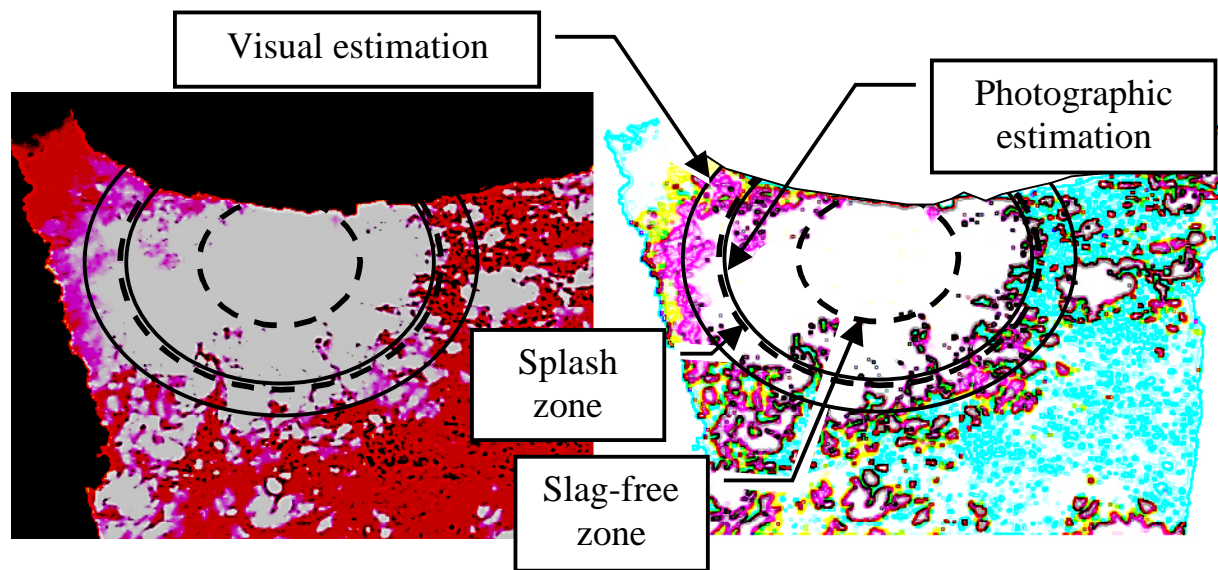 Visual estimation
Photographic
estimation
Splash
zone
Slag-free
zone